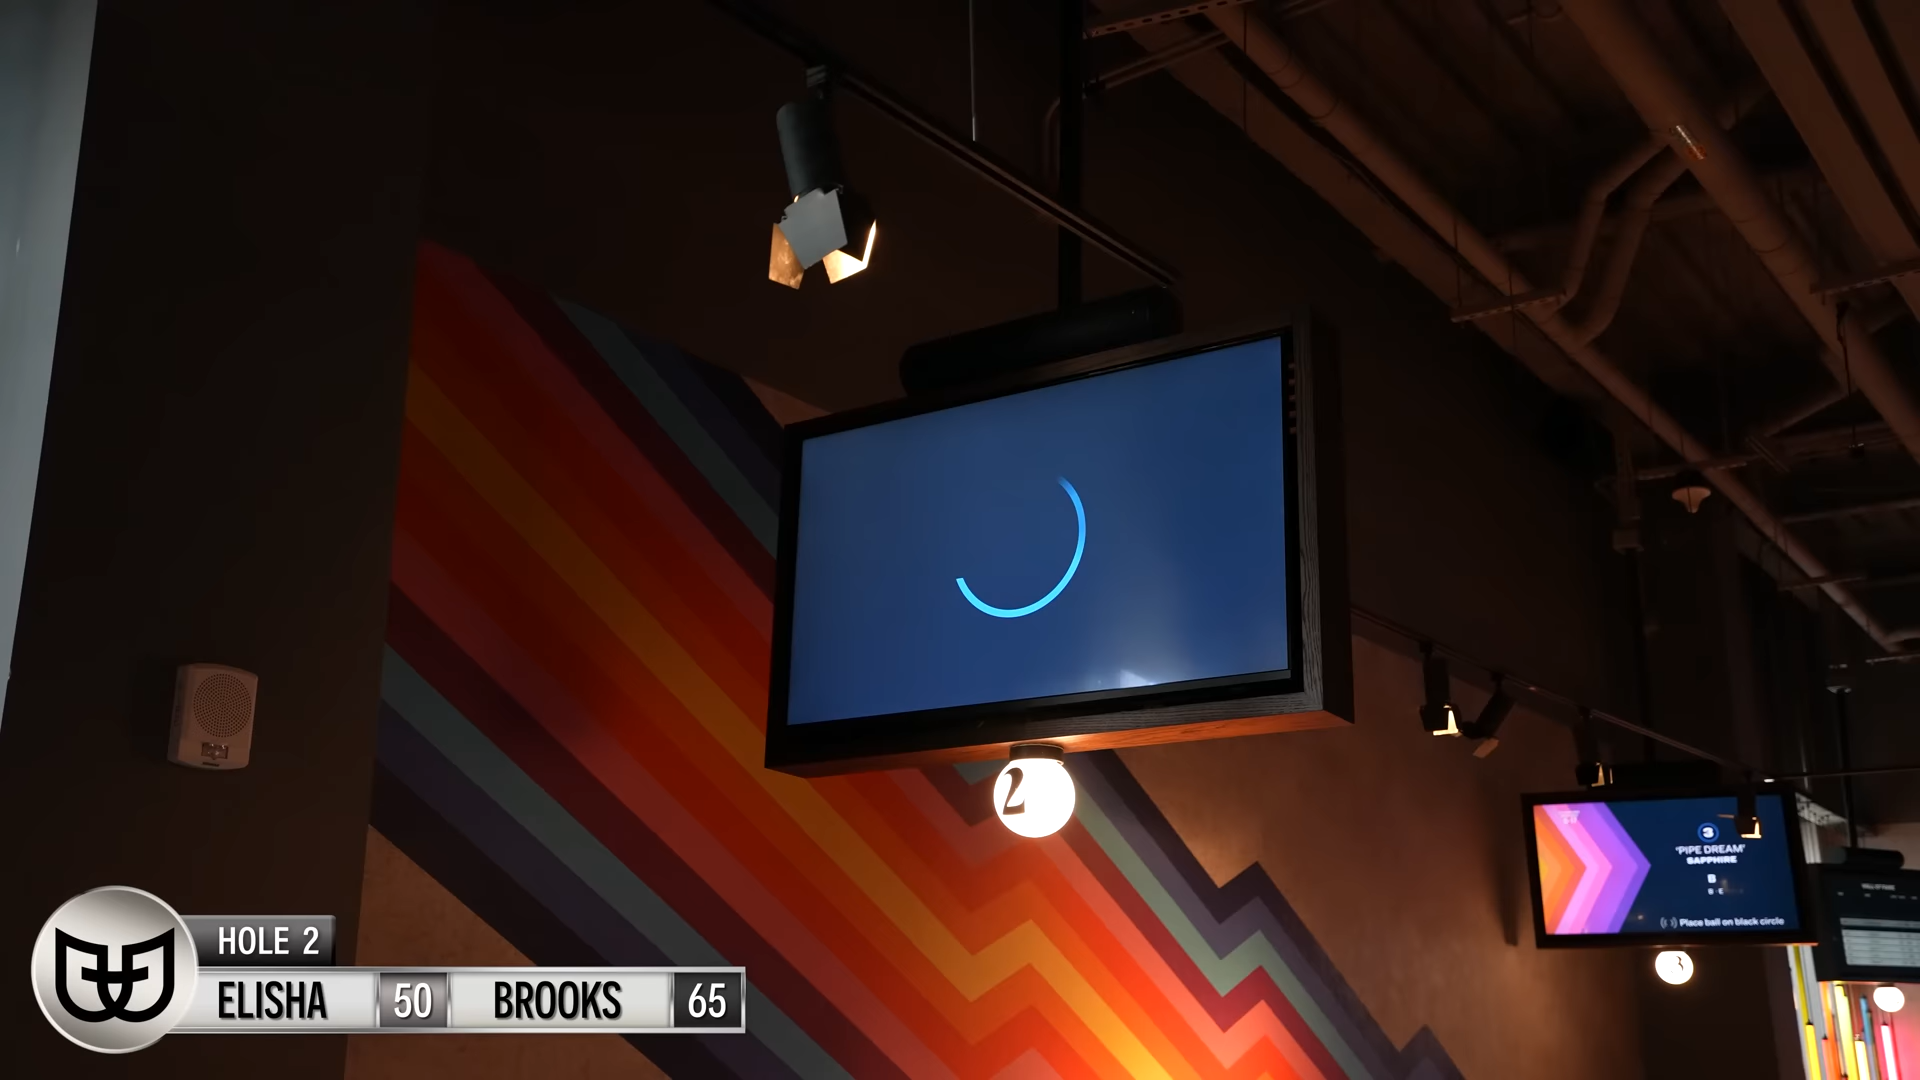 2
3
'PIPE DREAM'
SAPPHIRE
B
Place ball on black circle
3
HOLE 2
ELISHA 50 BROOKS 65